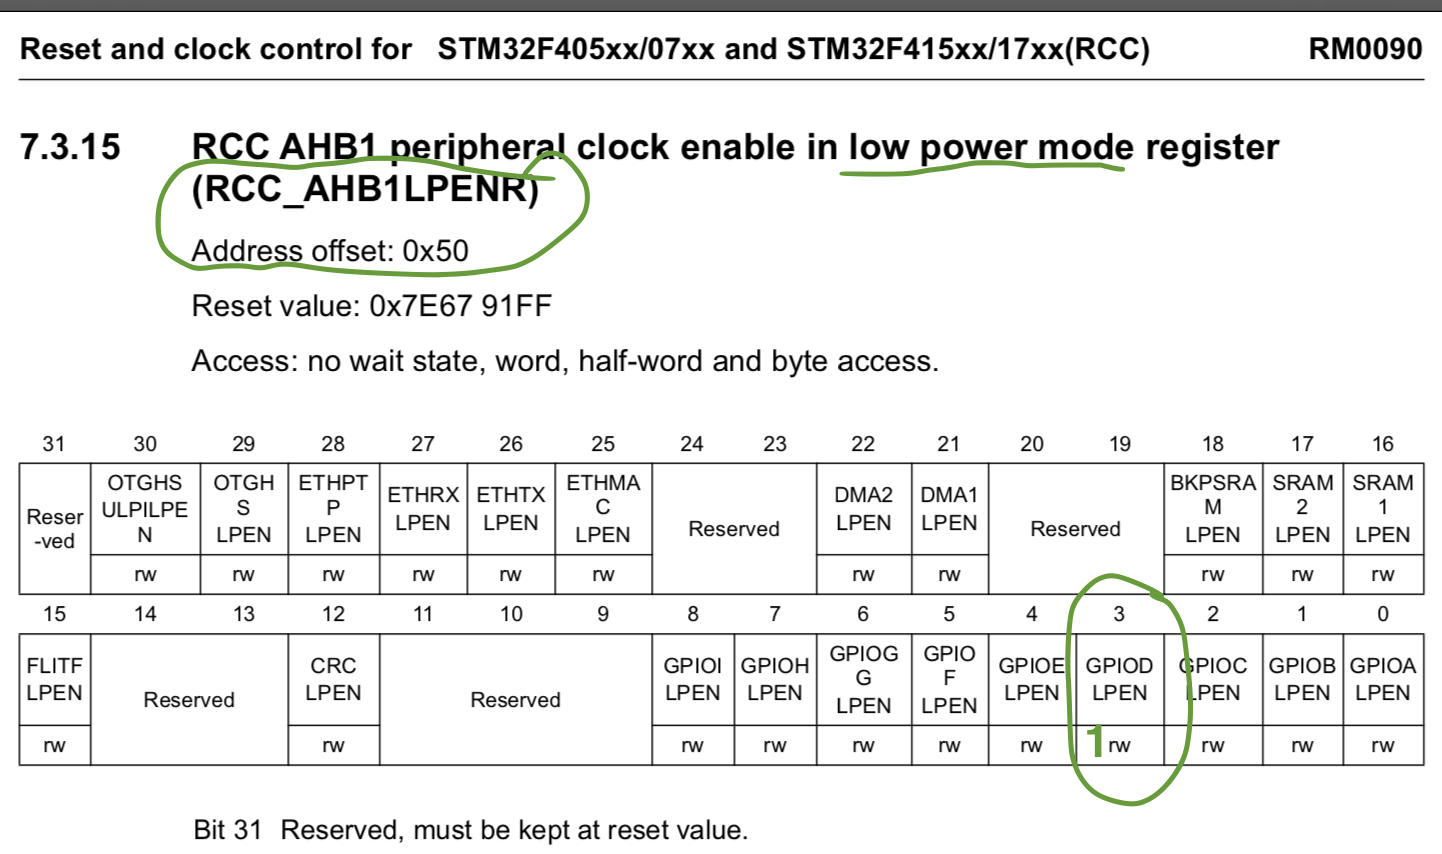 Reset and clock control for STM32F405xx/07xx and STM32F415xx/17xx(RCC) RM0090
7.3.15 RCC AHB1 peripheral clock enable in low power mode register
(RCC_AHB1LPENR)
Address offset: 0x50
Reset value: 0x7E67 91FF
Access: no wait state, word, half-word and byte access.
31 30 29 28 27 26 25 24 23 22 21 20 19 18 17 16
Reser
-ved
OTGHS
ULPILPE
N
OTGH
S
LPEN
ETHPT
P
LPEN
ETHRX
LPEN
ETHTX
LPEN
ETHMA
C
LPEN
Reserved
DMA2
LPEN
DMA1
LPEN
Reserved
BKPSRA
M
LPEN
SRAM
2
LPEN
SRAM
1
LPEN
rw rw rw rw rw rw rw rw rw rw rw
15 14 13 12 11 10 9 8 7 6 5 4 3 2 1 0
FLITF
LPEN
Reserved
CRC
LPEN
Reserved
GPIOI
LPEN
GPIOH
LPEN
GPIOG
G
LPEN
GPIO
F
LPEN
GPIOE
LPEN
GPIOD
LPEN
GPIOC
LPEN
GPIOB
LPEN
GPIOA
LPEN
rw rw rw rw rw rw rw 1 rw rw rw rw
Bit 31 Reserved, must be kept at reset value.